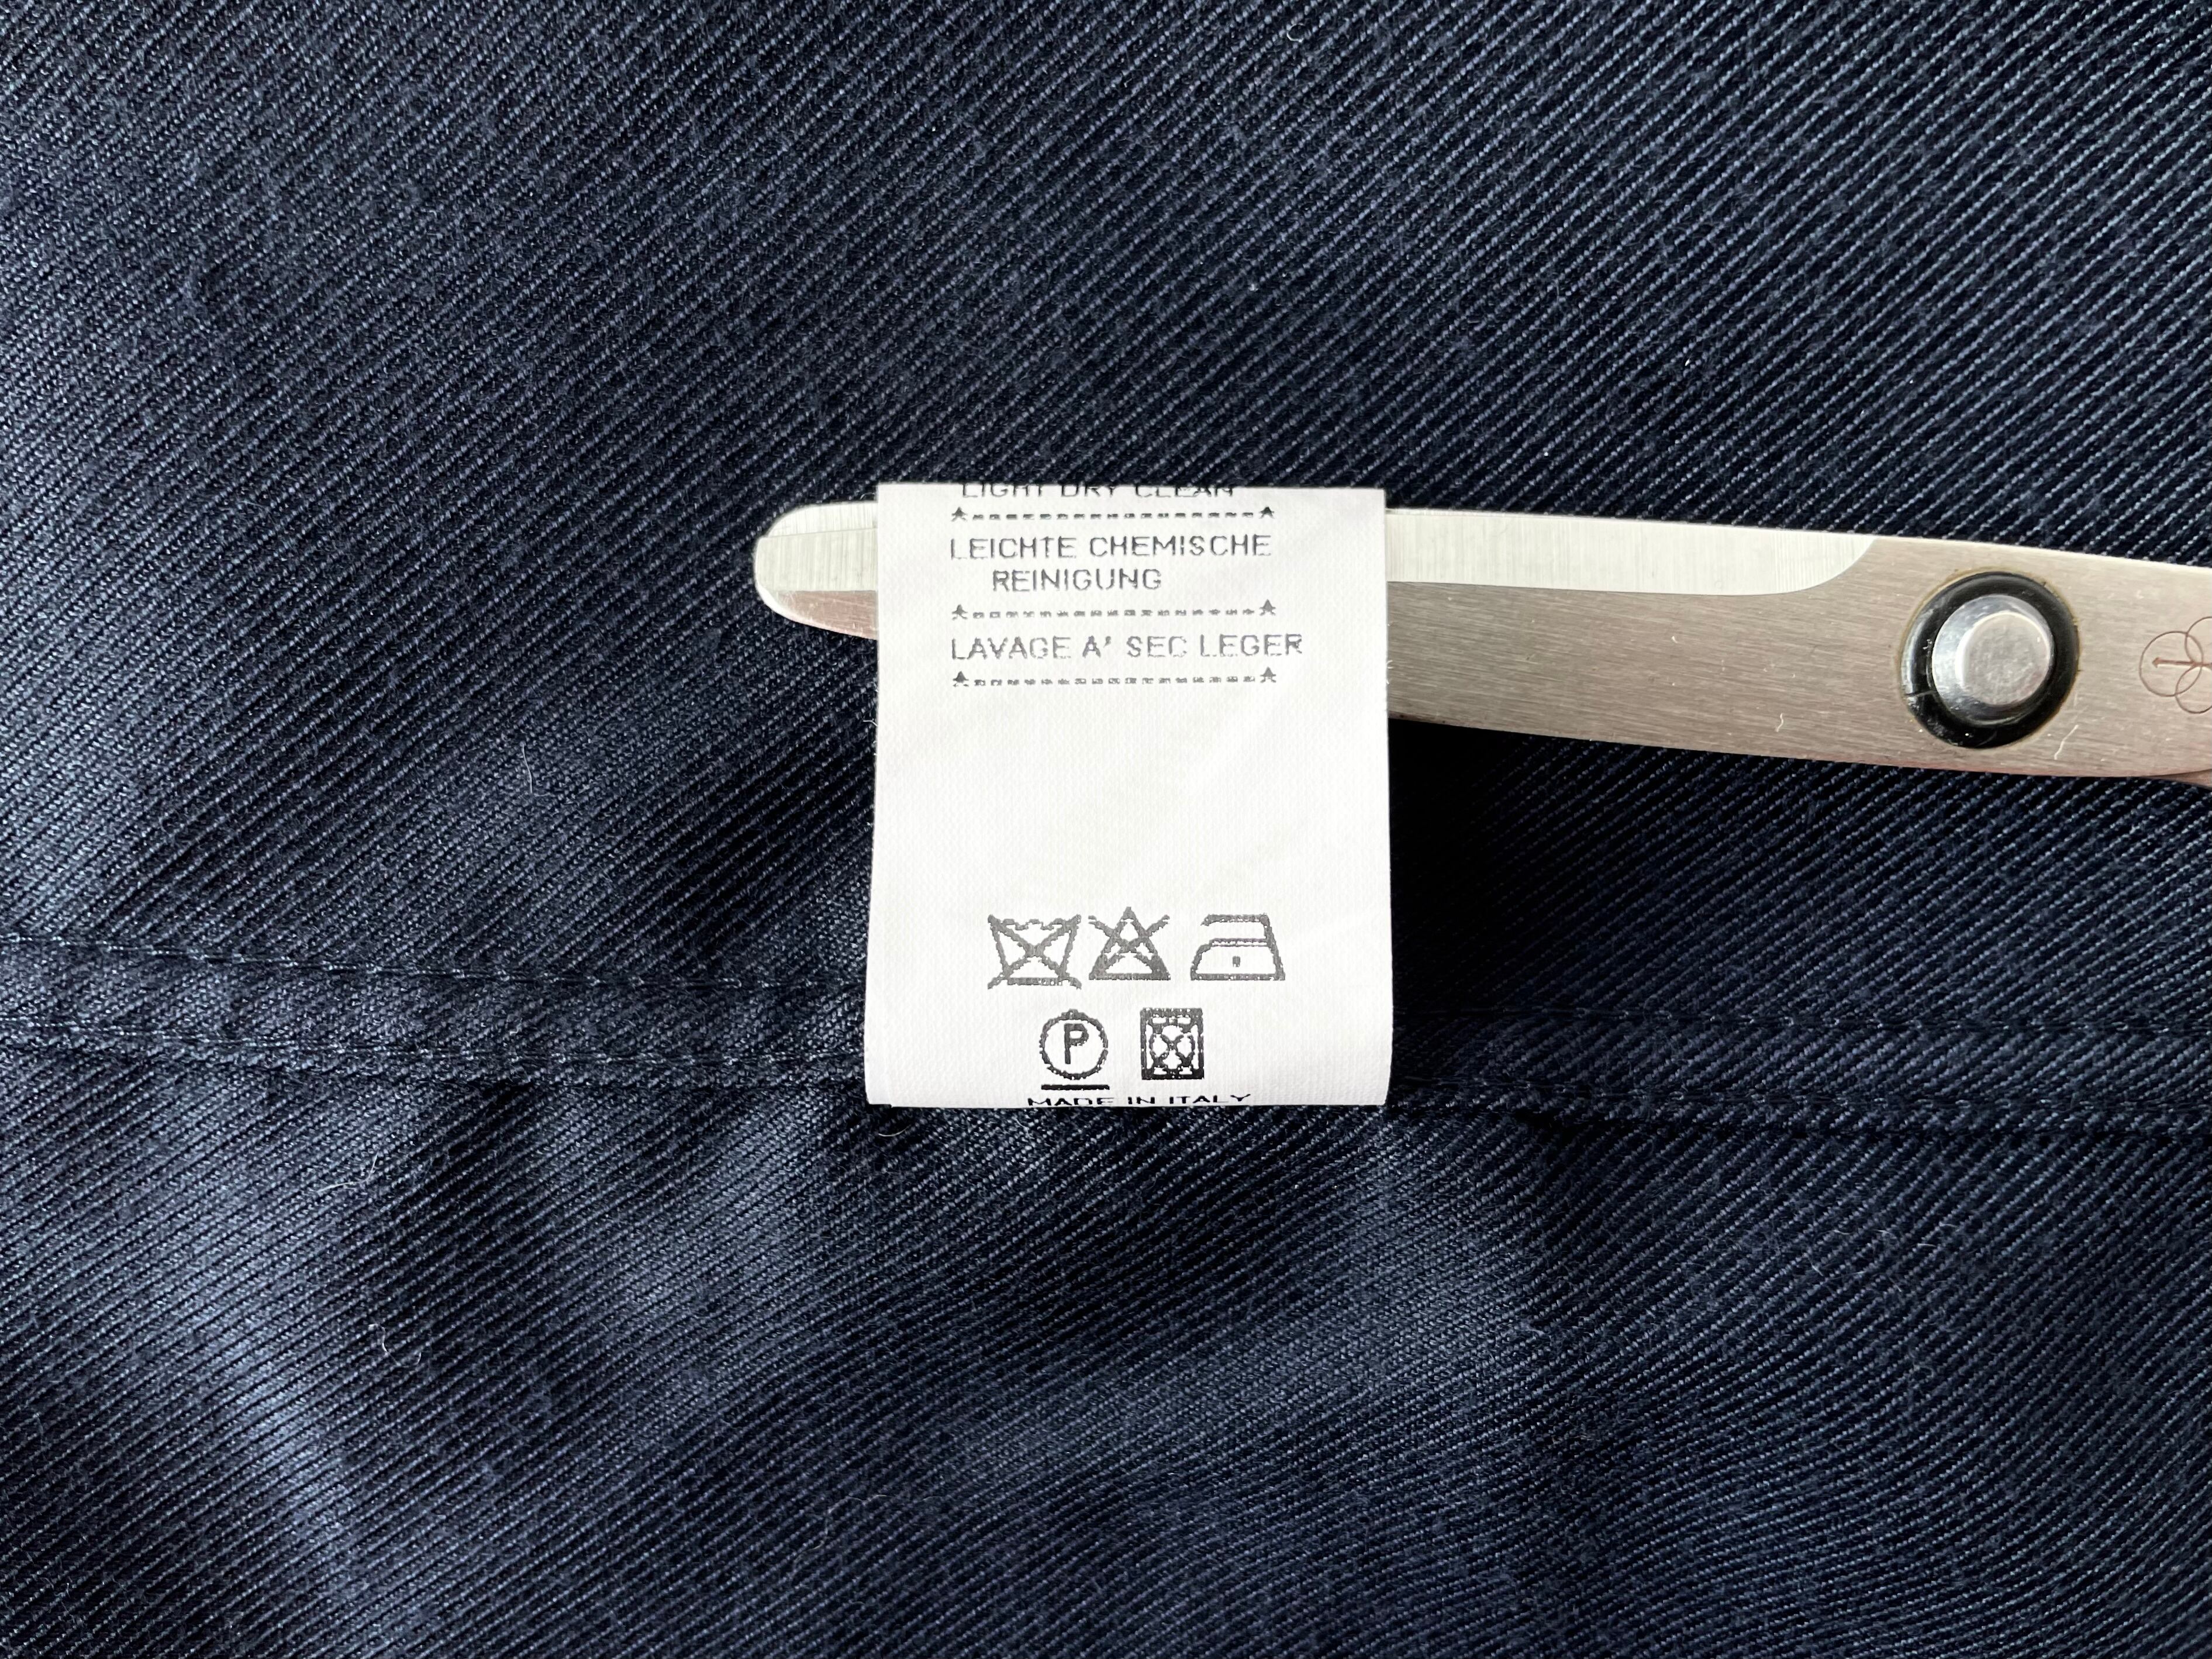 LIGHT DRY CLEAN
LEICHTE CHEMISCHE
REINIGUNG
LAVAGE A' SEC LEGER
P
MADE IN ITALY